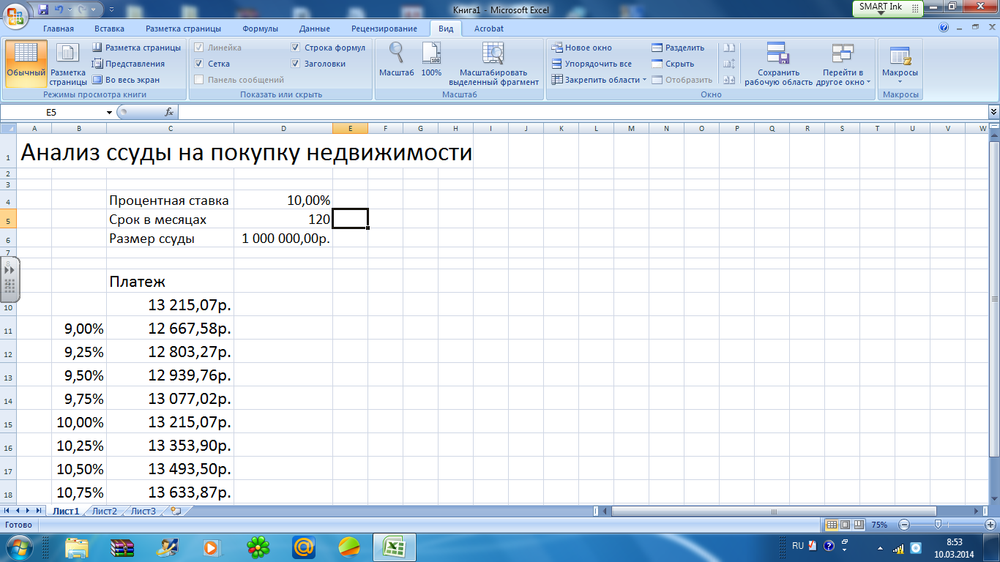 Книга1 - Microsoft Excel
SMART Ink
Главная Вставка Разметка страницы Формулы Данные Рецензирование Вид Acrobat
Обычный
Разметка страницы
Разметка страницы
Представления
Во весь экран
Режимы просмотра книги
Линейка
Сетка
Панель сообщений
Строка формул
Заголовки
Показать или скрыть
Масштаб
100%
Масштабировать выделенный фрагмент
Масштаб
Новое окно
Упорядочить все
Закрепить области
Разделить
Скрыть
Отобразить
Сохранить рабочую область
Перейти в другое окно
Окно
Макросы
Макросы
E5
fx
A B C D E F G H I J K L M N O P Q R S T U V W
1 Анализ ссуды на покупку недвижимости
2
3
4 Процентная ставка 10,00%
5 Срок в месяцах 120
6 Размер ссуды 1 000 000,00р.
7
8
Платеж
10 13 215,07р.
11 9,00% 12 667,58р.
12 9,25% 12 803,27р.
13 9,50% 12 939,76р.
14 9,75% 13 077,02р.
15 10,00% 13 215,07р.
16 10,25% 13 353,90р.
17 10,50% 13 493,50р.
18 10,75% 13 633,87р.
Лист1 Лист2 Лист3
Готово 75%
RU 8:53
10.03.2014